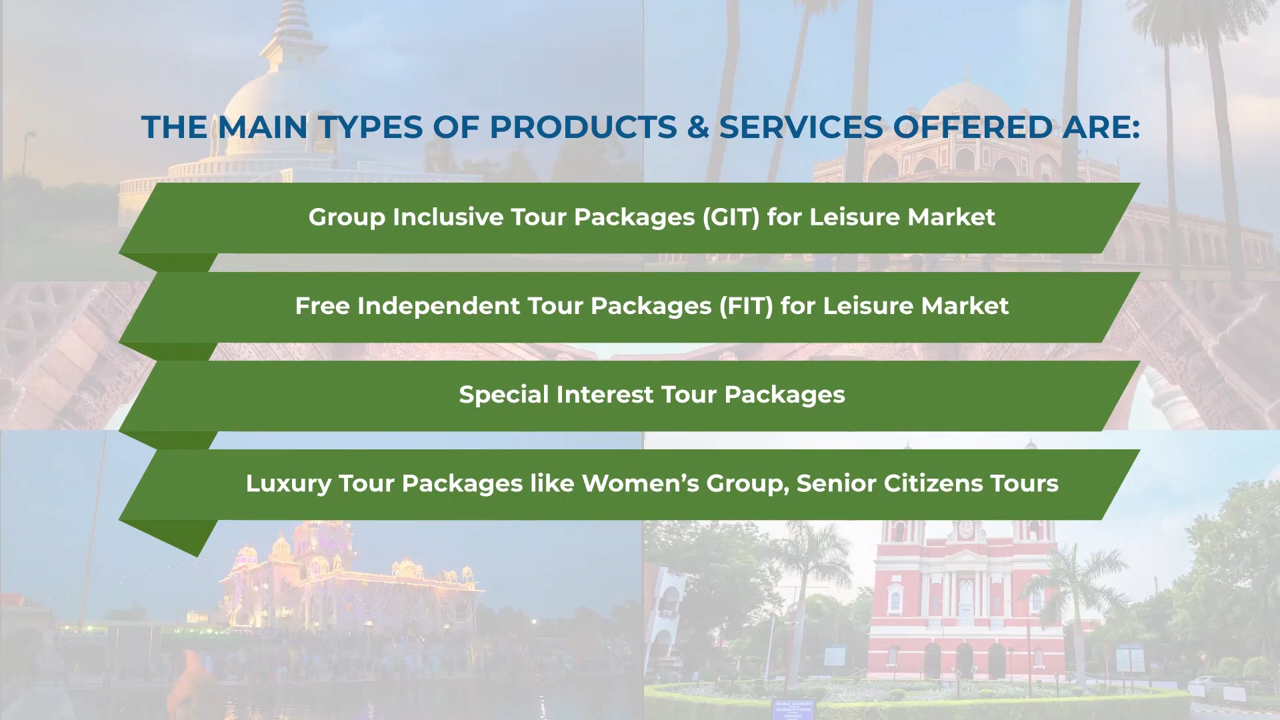 THE MAIN TYPES OF PRODUCTS & SERVICES OFFERED ARE:
Group Inclusive Tour Packages (GIT) for Leisure Market
Free Independent Tour Packages (FIT) for Leisure Market
Special Interest Tour Packages
Luxury Tour Packages like Women’s Group, Senior Citizens Tours